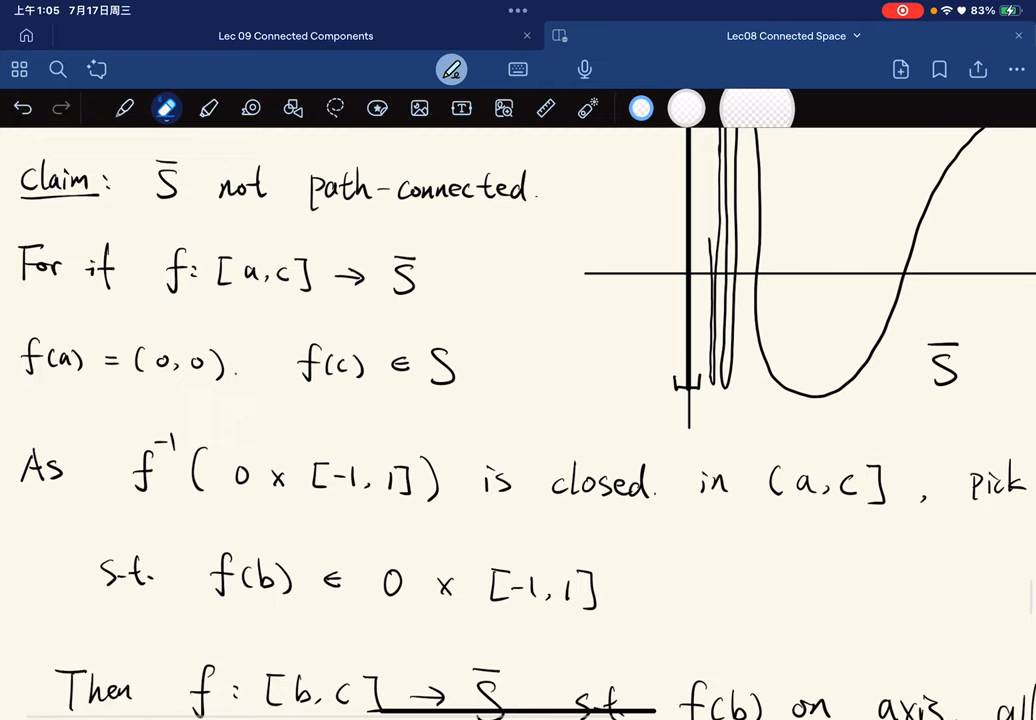 上午1:05 7月17日周三
83%
Lec 09 Connected Components
Lec08 Connected Space
Claim: S̅ not path-connected.
For if f: [a,c] → S̅
f(a) = (0,0). f(c) ∈ S
S̅
As f⁻¹( 0 × [-1,1]) is closed. in (a,c], pick
s.t. f(b) ∈ 0 × [-1,1]
Then f: [b,c] → S̅ s.t. f(b) on axis, all